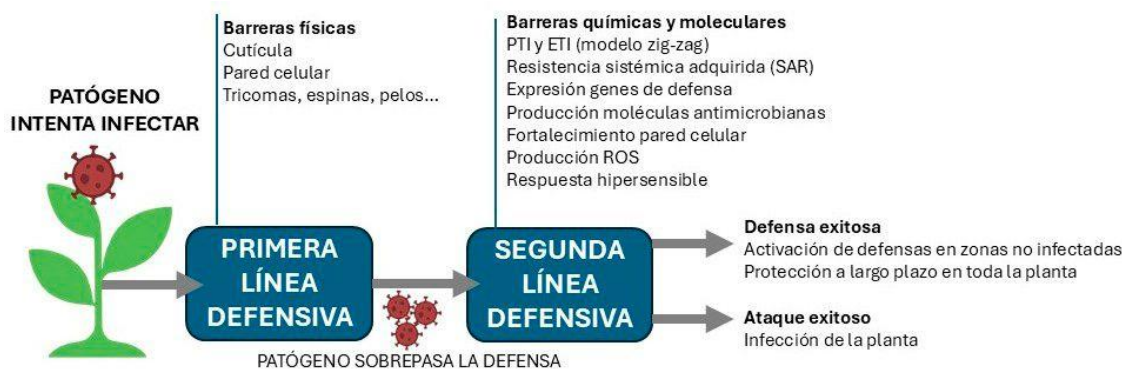 PATÓGENO
INTENTA INFECTAR
Barreras físicas
Cutícula
Pared celular
Tricomas, espinas, pelos...
Barreras químicas y moleculares
PTI y ETI (modelo zig-zag)
Resistencia sistémica adquirida (SAR)
Expresión genes de defensa
Producción moléculas antimicrobianas
Fortalecimiento pared celular
Producción ROS
Respuesta hipersensible
PRIMERA
LÍNEA
DEFENSIVA
PATÓGENO SOBREPASA LA DEFENSA
SEGUNDA
LÍNEA
DEFENSIVA
Defensa exitosa
Activación de defensas en zonas no infectadas
Protección a largo plazo en toda la planta
Ataque exitoso
Infección de la planta